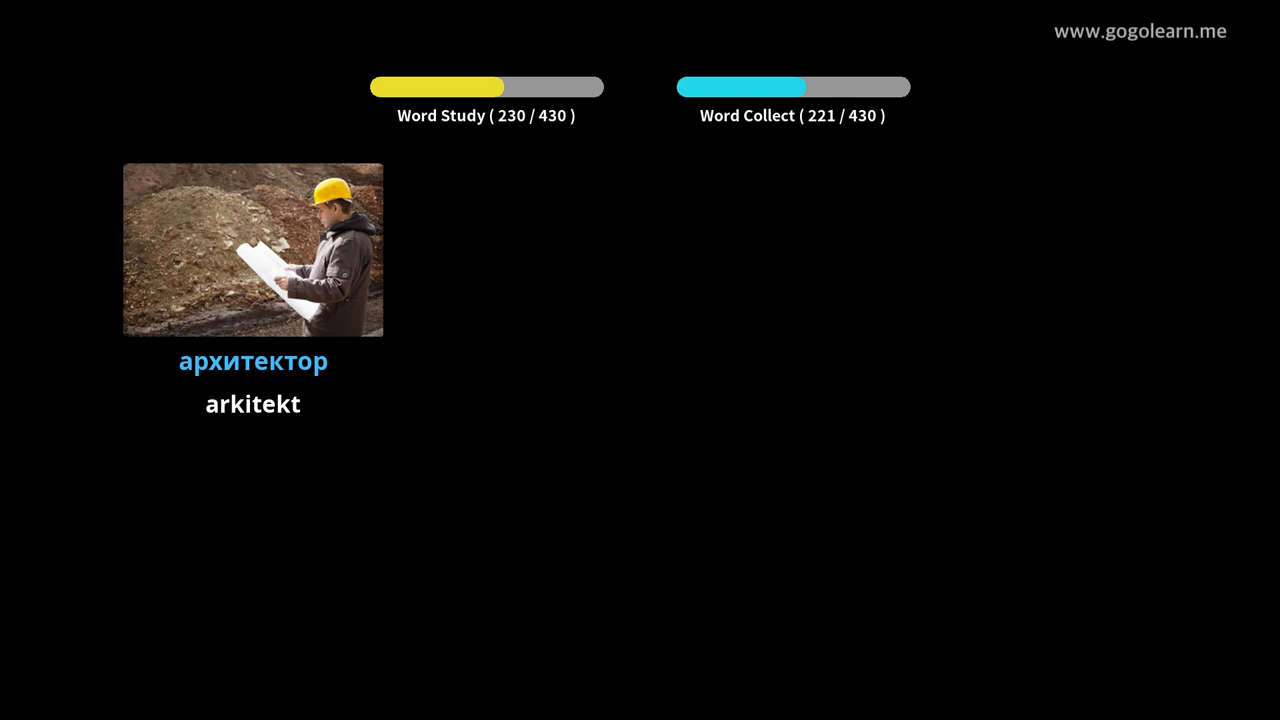 www.gogolearn.me
Word Study ( 230 / 430 )
Word Collect ( 221 / 430 )
архитектор
arkitekt